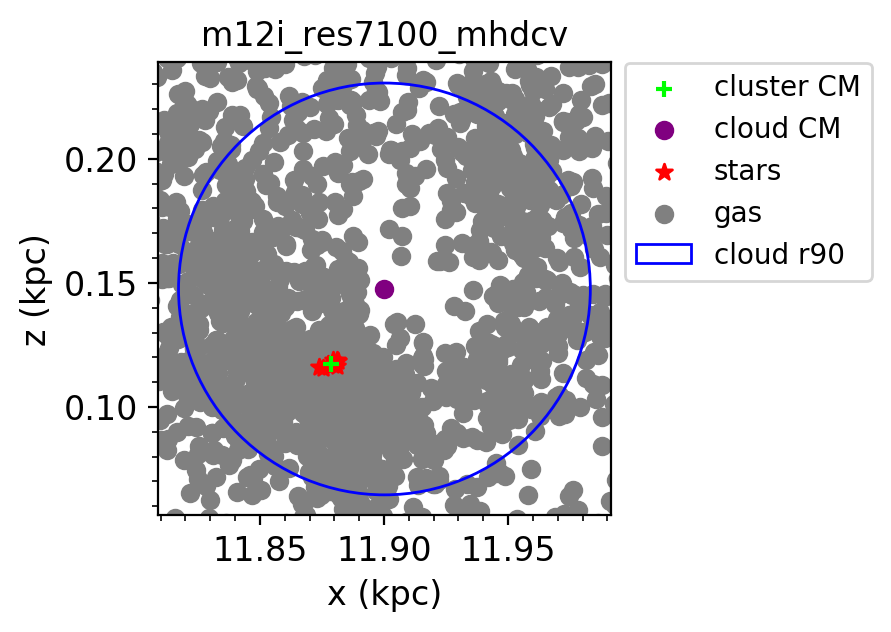 m12i_res7100_mhdcv
cluster CM
cloud CM
stars
gas
cloud r90
0.20
0.15
0.10
z (kpc)
11.85 11.90 11.95
x (kpc)